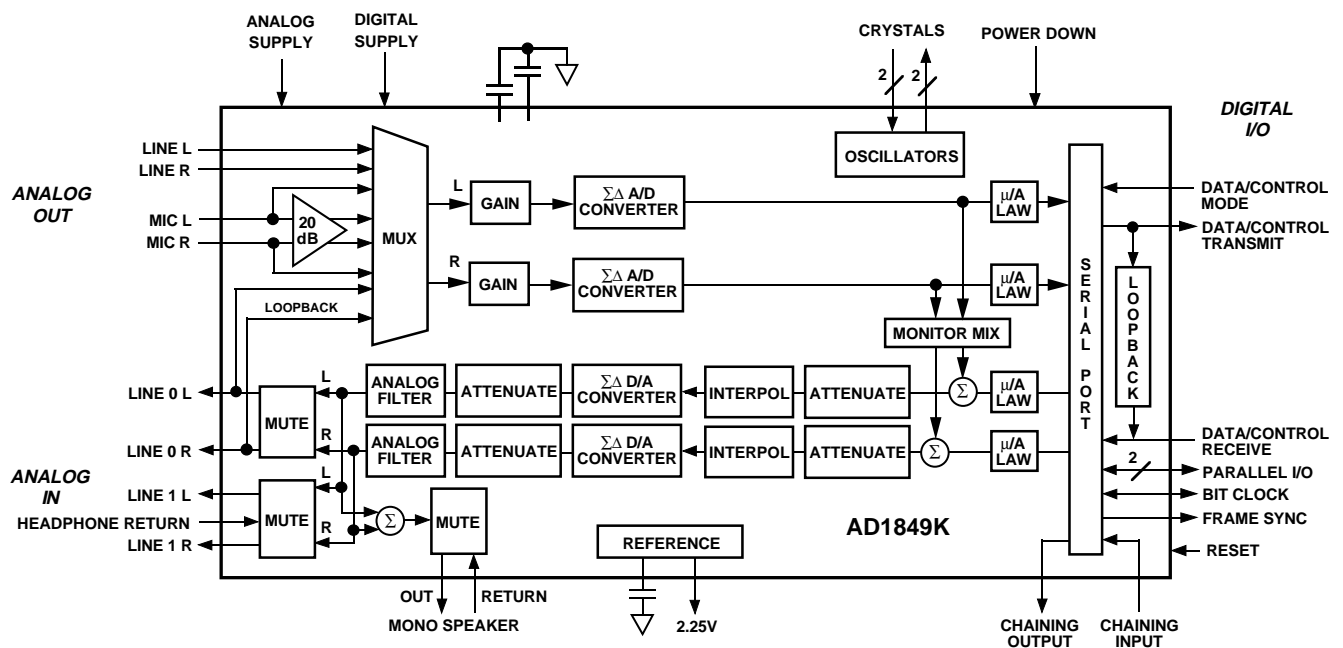 ANALOG
SUPPLY
DIGITAL
SUPPLY
CRYSTALS
POWER DOWN
2
2
DIGITAL
I/O
ANALOG
OUT
LINE L
LINE R
MIC L
MIC R
20
dB
MUX
LOOPBACK
L
GAIN
ΣΔ A/D
CONVERTER
R
GAIN
ΣΔ A/D
CONVERTER
OSCILLATORS
μ/A
LAW
μ/A
LAW
MONITOR MIX
SERIAL PORT
LOOPBACK
DATA/CONTROL
MODE
DATA/CONTROL
TRANSMIT
LINE 0 L
LINE 0 R
MUTE
L
R
ANALOG
FILTER
ATTENUATE
ΣΔ D/A
CONVERTER
INTERPOL
ATTENUATE
Σ
μ/A
LAW
ANALOG
FILTER
ATTENUATE
ΣΔ D/A
CONVERTER
INTERPOL
ATTENUATE
Σ
μ/A
LAW
DATA/CONTROL
RECEIVE
2
PARALLEL I/O
BIT CLOCK
FRAME SYNC
RESET
ANALOG
IN
LINE 1 L
HEADPHONE RETURN
LINE 1 R
MUTE
L
R
Σ
MUTE
REFERENCE
AD1849K
OUT
RETURN
MONO SPEAKER
2.25V
CHAINING
OUTPUT
CHAINING
INPUT